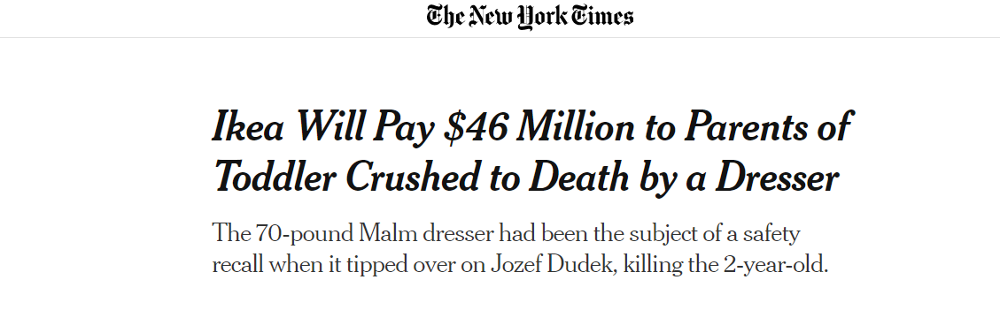 The New York Times
Ikea Will Pay $46 Million to Parents of
Toddler Crushed to Death by a Dresser
The 70-pound Malm dresser had been the subject of a safety
recall when it tipped over on Jozef Dudek, killing the 2-year-old.